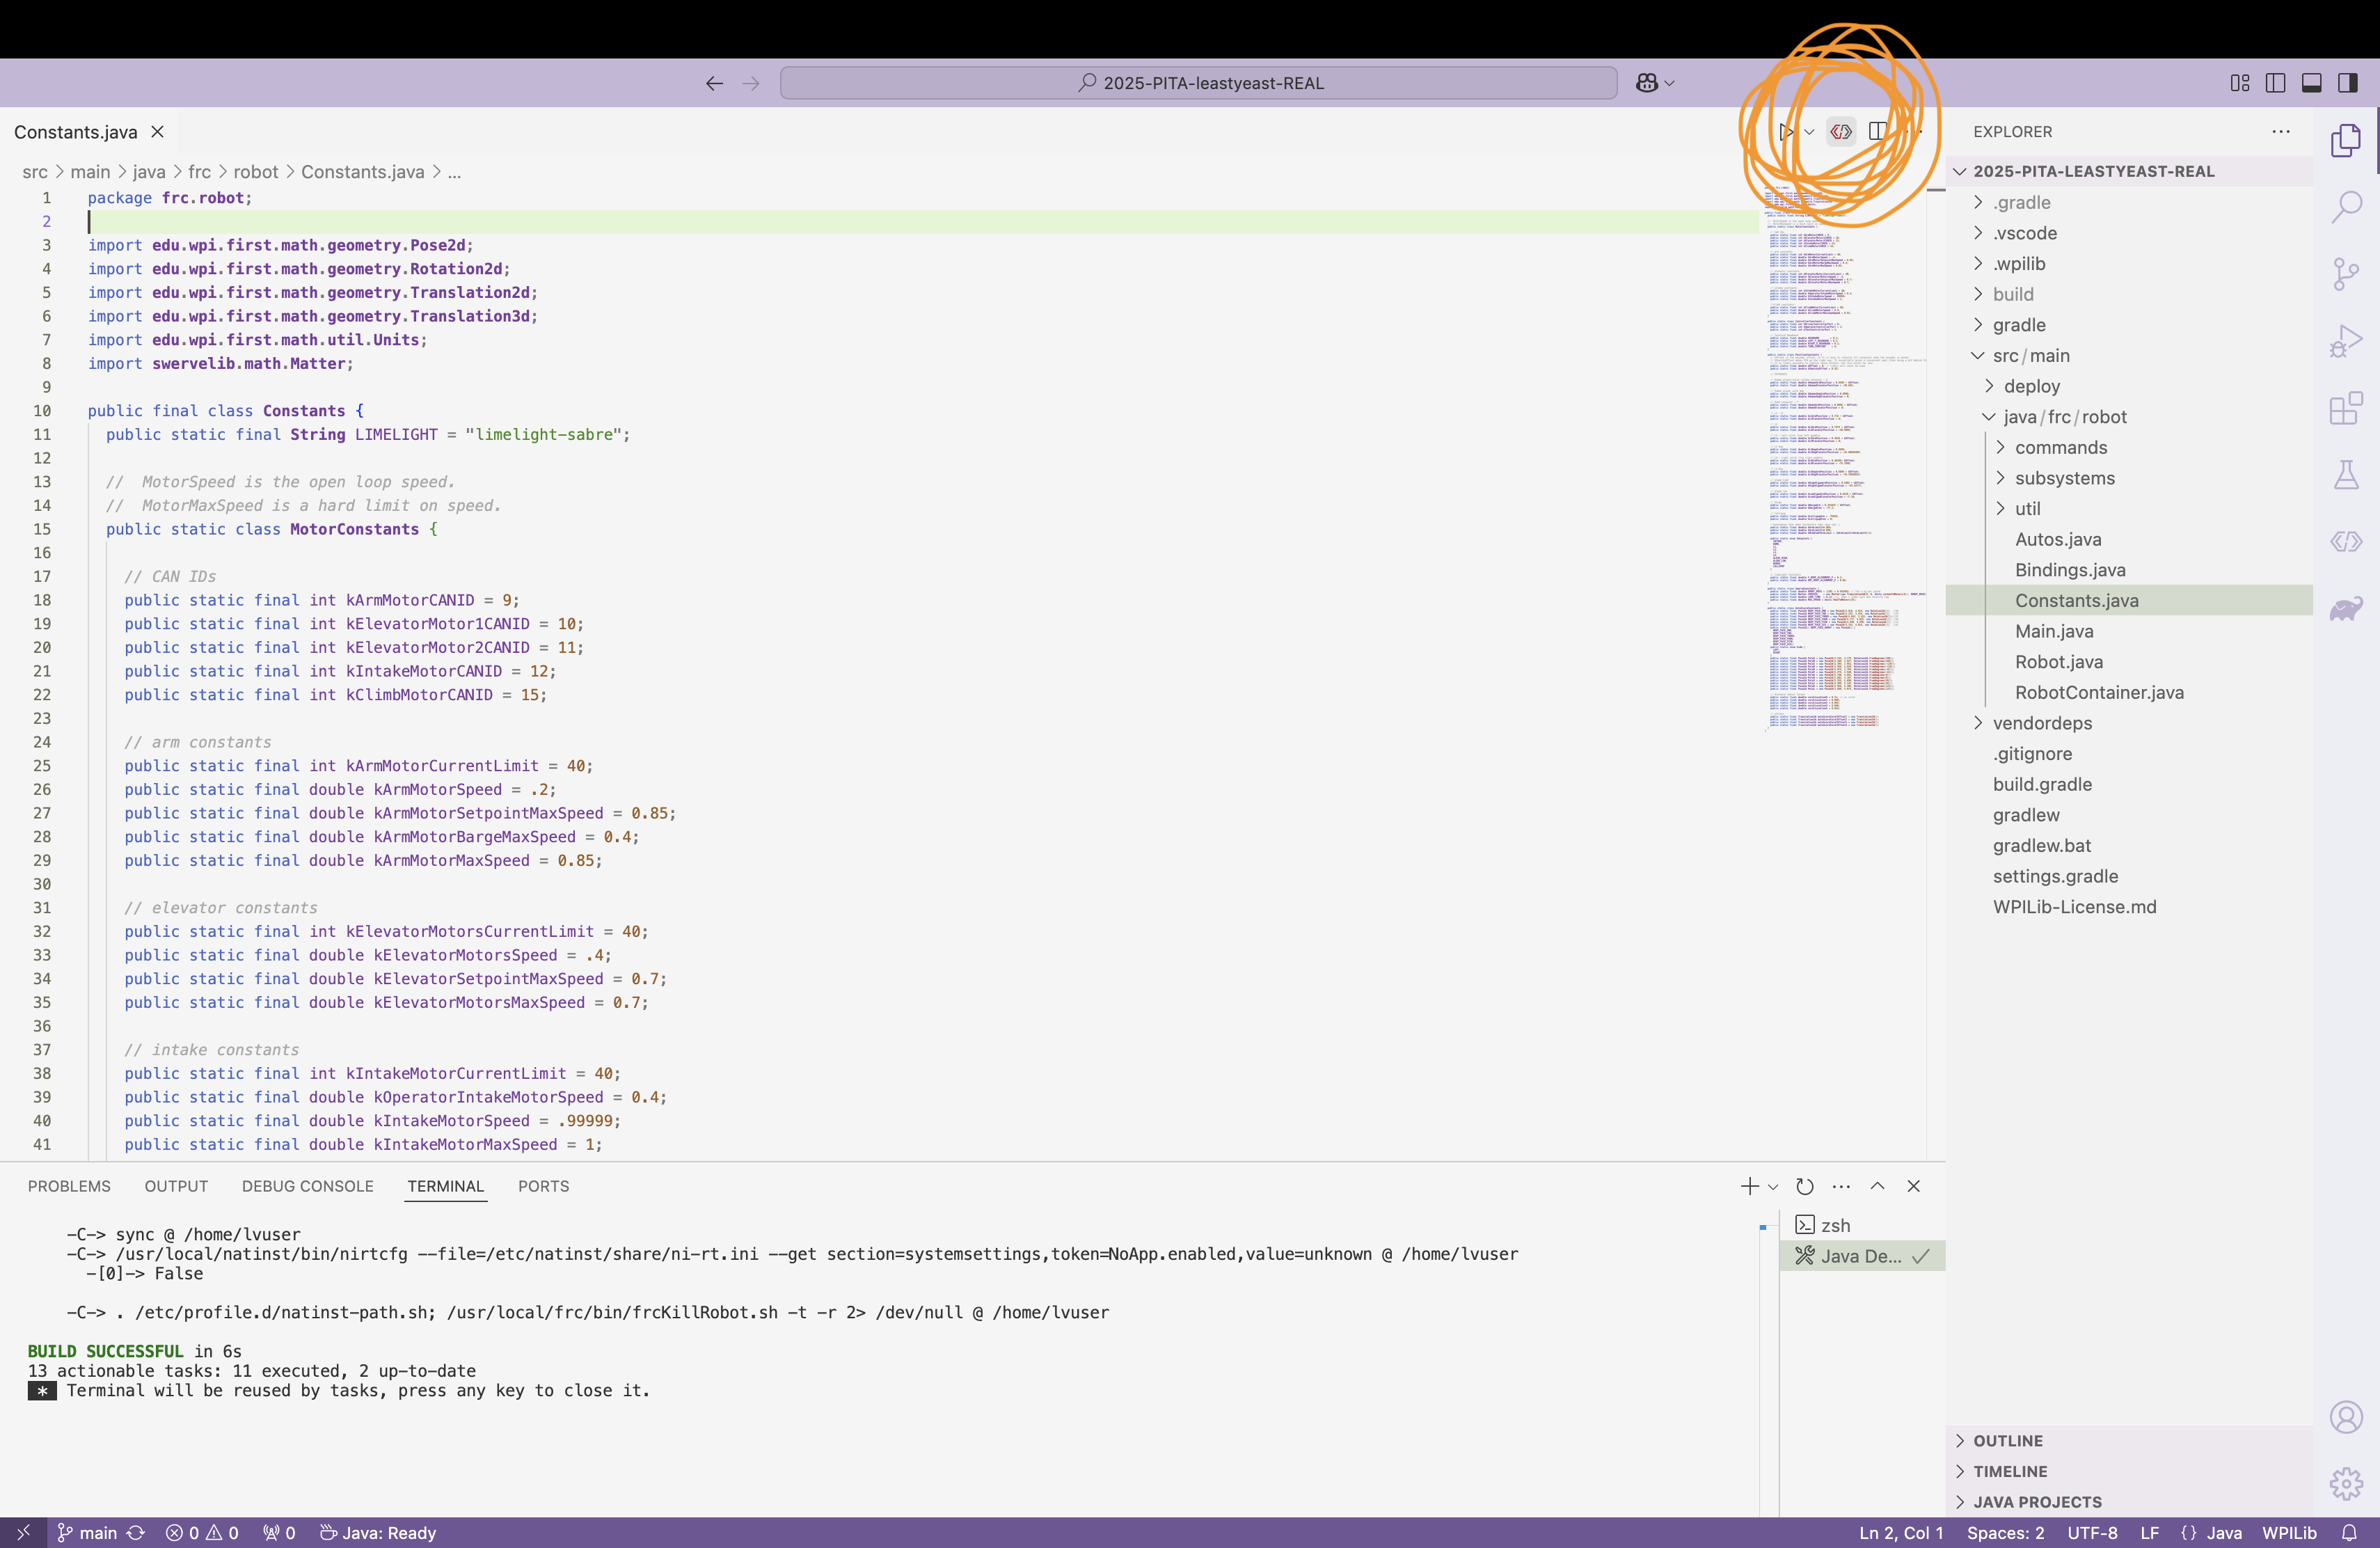 2025-PITA-leastyeast-REAL
Constants.java
src > main > java > frc > robot > Constants.java > ...
1 package frc.robot;
2
3 import edu.wpi.first.math.geometry.Pose2d;
4 import edu.wpi.first.math.geometry.Rotation2d;
5 import edu.wpi.first.math.geometry.Translation2d;
6 import edu.wpi.first.math.geometry.Translation3d;
7 import edu.wpi.first.math.util.Units;
8 import swervelib.math.Matter;
9
10 public final class Constants {
11 public static final String LIMELIGHT = "limelight-sabre";
12
13 // MotorSpeed is the open loop speed.
14 // MotorMaxSpeed is a hard limit on speed.
15 public static class MotorConstants {
16
17 // CAN IDs
18 public static final int kArmMotorCANID = 9;
19 public static final int kElevatorMotor1CANID = 10;
20 public static final int kElevatorMotor2CANID = 11;
21 public static final int kIntakeMotorCANID = 12;
22 public static final int kClimbMotorCANID = 15;
23
24 // arm constants
25 public static final int kArmMotorCurrentLimit = 40;
26 public static final double kArmMotorSpeed = .2;
27 public static final double kArmMotorSetpointMaxSpeed = 0.85;
28 public static final double kArmMotorBargeMaxSpeed = 0.4;
29 public static final double kArmMotorMaxSpeed = 0.85;
30
31 // elevator constants
32 public static final int kElevatorMotorsCurrentLimit = 40;
33 public static final double kElevatorMotorsSpeed = .4;
34 public static final double kElevatorSetpointMaxSpeed = 0.7;
35 public static final double kElevatorMotorsMaxSpeed = 0.7;
36
37 // intake constants
38 public static final int kIntakeMotorCurrentLimit = 40;
39 public static final double kOperatorIntakeMotorSpeed = 0.4;
40 public static final double kIntakeMotorSpeed = .99999;
41 public static final double kIntakeMotorMaxSpeed = 1;
PROBLEMS OUTPUT DEBUG CONSOLE TERMINAL PORTS
-C-> sync @ /home/lvuser
-C-> /usr/local/natinst/bin/nirtcfg --file=/etc/natinst/share/ni-rt.ini --get section=systemsettings,token=NoApp.enabled,value=unknown @ /home/lvuser
-[0]-> False
-C-> . /etc/profile.d/natinst-path.sh; /usr/local/frc/bin/frcKillRobot.sh -t -r 2> /dev/null @ /home/lvuser
BUILD SUCCESSFUL in 6s
13 actionable tasks: 11 executed, 2 up-to-date
* Terminal will be reused by tasks, press any key to close it.
zsh
Java De...
EXPLORER
2025-PITA-LEASTYEAST-REAL
.gradle
.vscode
.wpilib
build
gradle
src/main
deploy
java/frc/robot
commands
subsystems
util
Autos.java
Bindings.java
Constants.java
Main.java
Robot.java
RobotContainer.java
vendordeps
.gitignore
build.gradle
gradlew
gradlew.bat
settings.gradle
WPILib-License.md
OUTLINE
TIMELINE
JAVA PROJECTS
main 0 0 0 Java: Ready
Ln 2, Col 1 Spaces: 2 UTF-8 LF {} Java WPILib